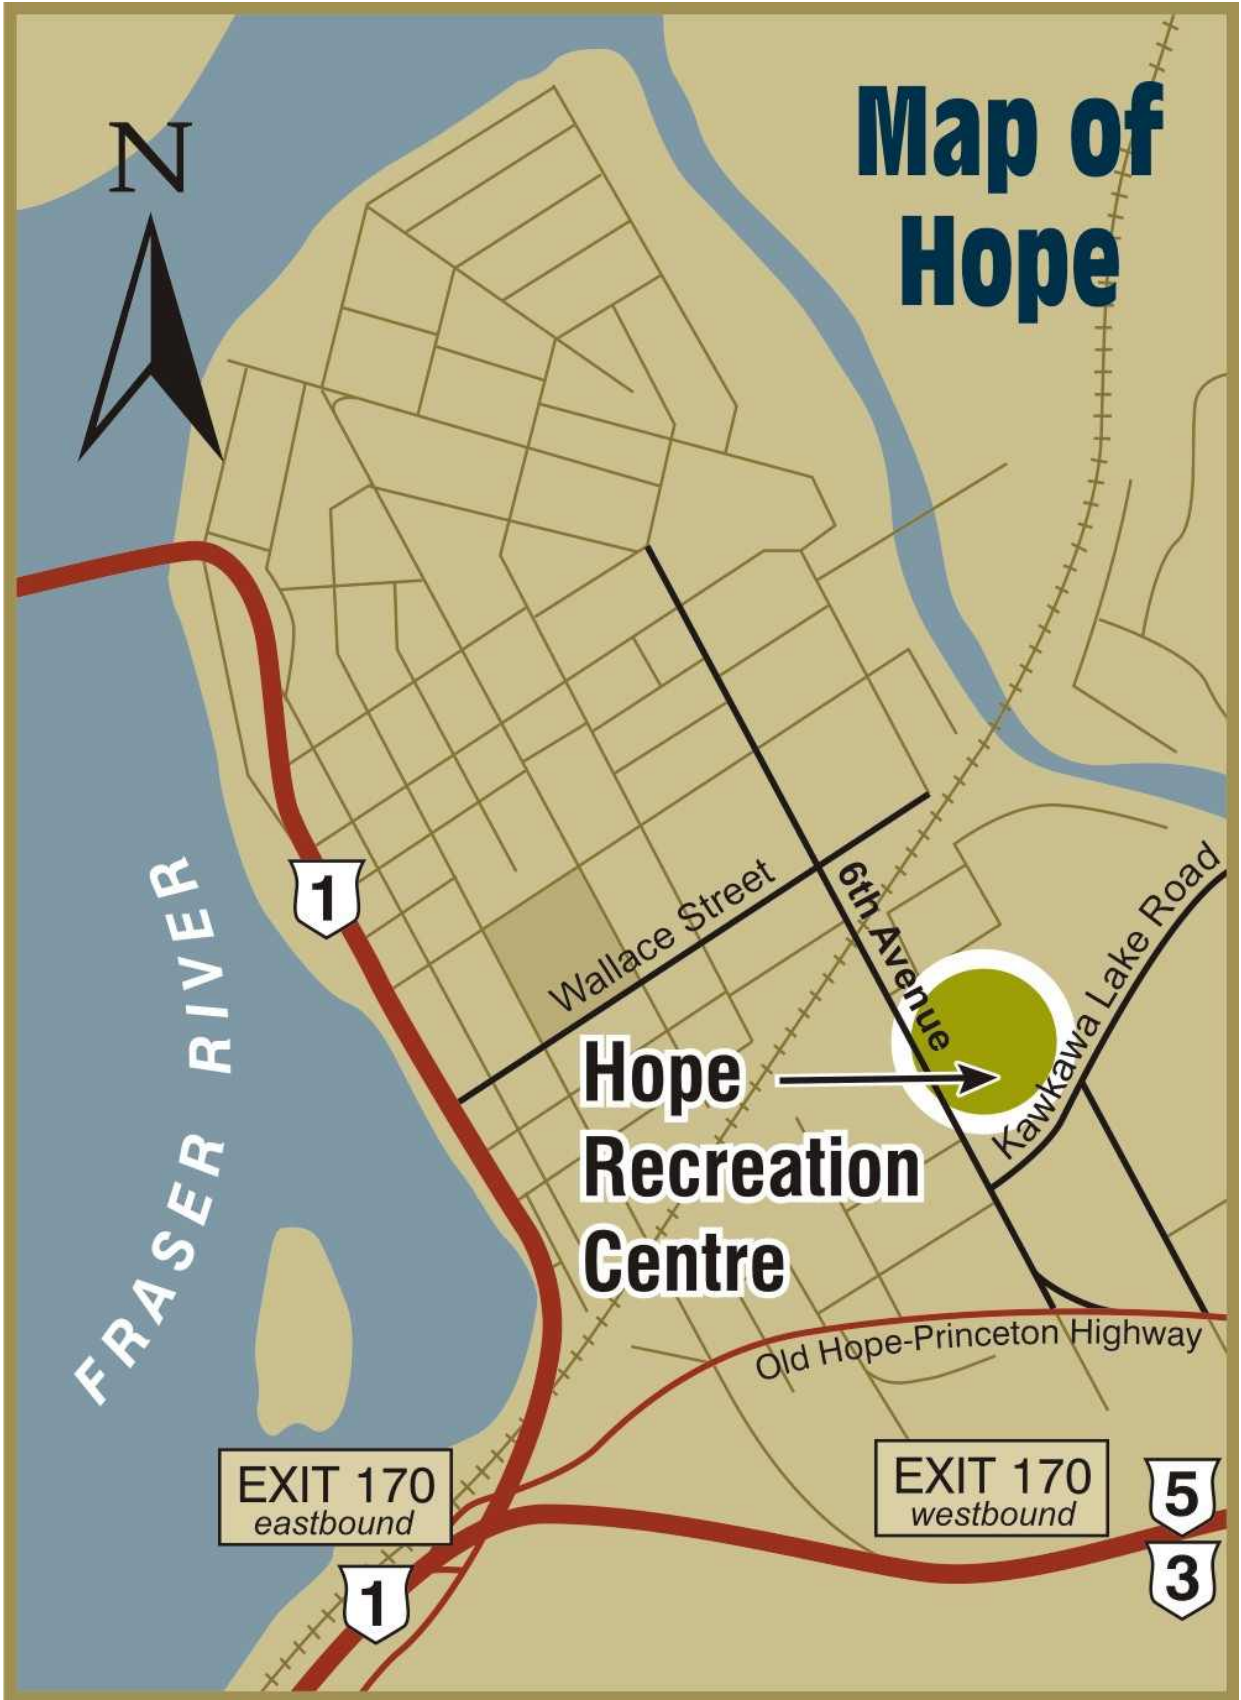 N
Map of
Hope
1
FRASER RIVER
Wallace Street
6th Avenue
Kawkawa Lake Road
Hope
Recreation
Centre
Old Hope-Princeton Highway
EXIT 170
eastbound
EXIT 170
westbound
5
3
1